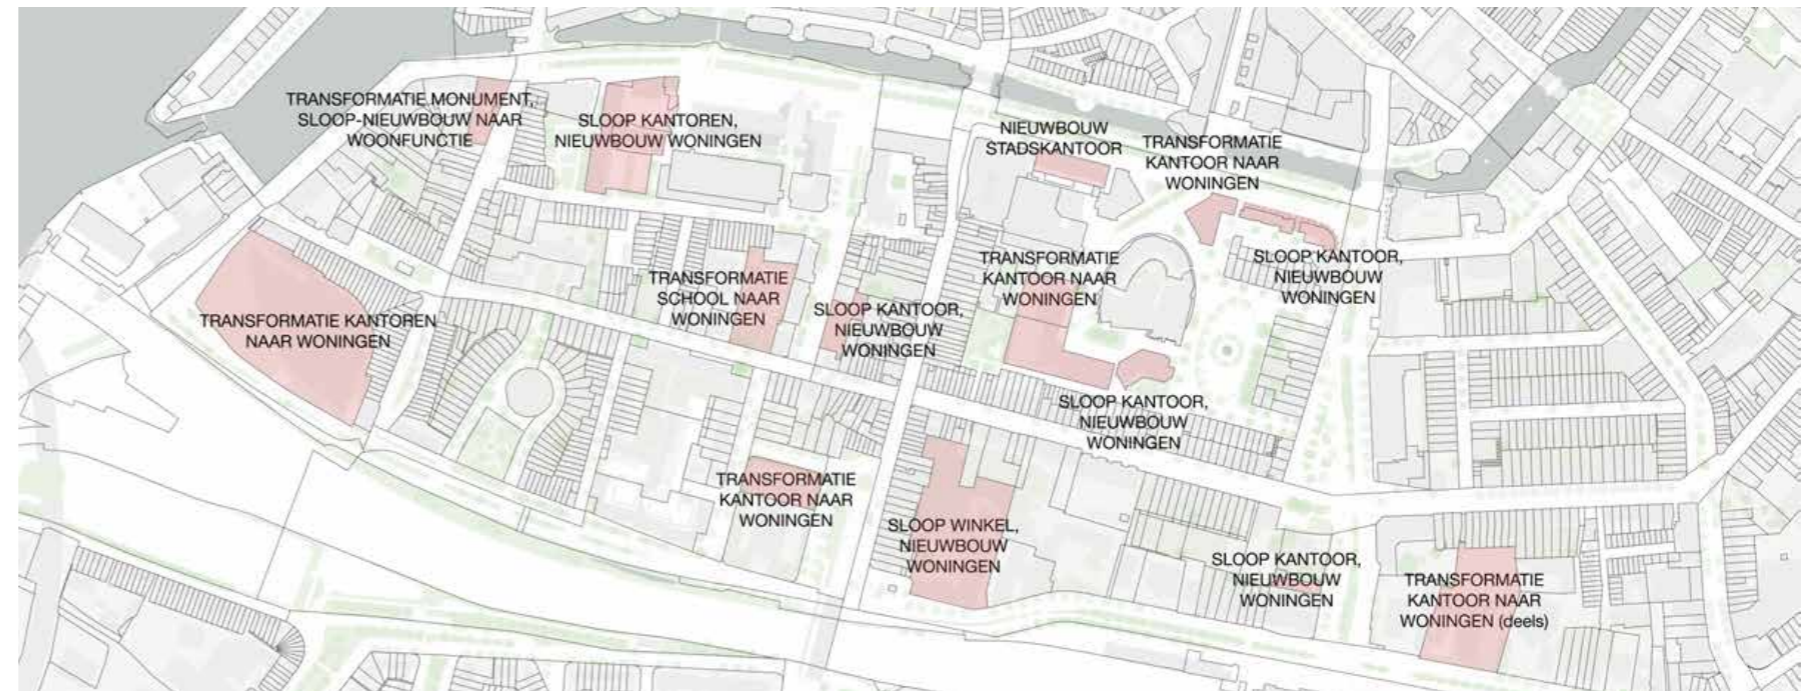 TRANSFORMATIE MONUMENT,
SLOOP-NIEUWBOUW NAAR
WOONFUNCTIE
SLOOP KANTOREN,
NIEUWBOUW WONINGEN
NIEUWBOUW
STADSKANTOOR
TRANSFORMATIE
KANTOOR NAAR
WONINGEN
TRANSFORMATIE KANTOREN
NAAR WONINGEN
TRANSFORMATIE
SCHOOL NAAR
WONINGEN
SLOOP KANTOOR,
NIEUWBOUW
WONINGEN
TRANSFORMATIE
KANTOOR NAAR
WONINGEN
SLOOP KANTOOR,
NIEUWBOUW
WONINGEN
SLOOP KANTOOR,
NIEUWBOUW
WONINGEN
TRANSFORMATIE
KANTOOR NAAR
WONINGEN
SLOOP WINKEL,
NIEUWBOUW
WONINGEN
SLOOP KANTOOR,
NIEUWBOUW
WONINGEN
TRANSFORMATIE
KANTOOR NAAR
WONINGEN (deels)